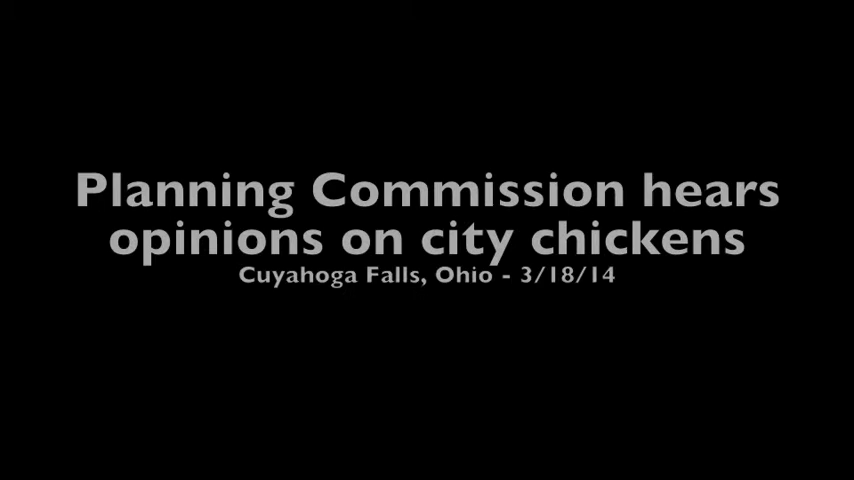 Planning Commission hears
opinions on city chickens
Cuyahoga Falls, Ohio - 3/18/14